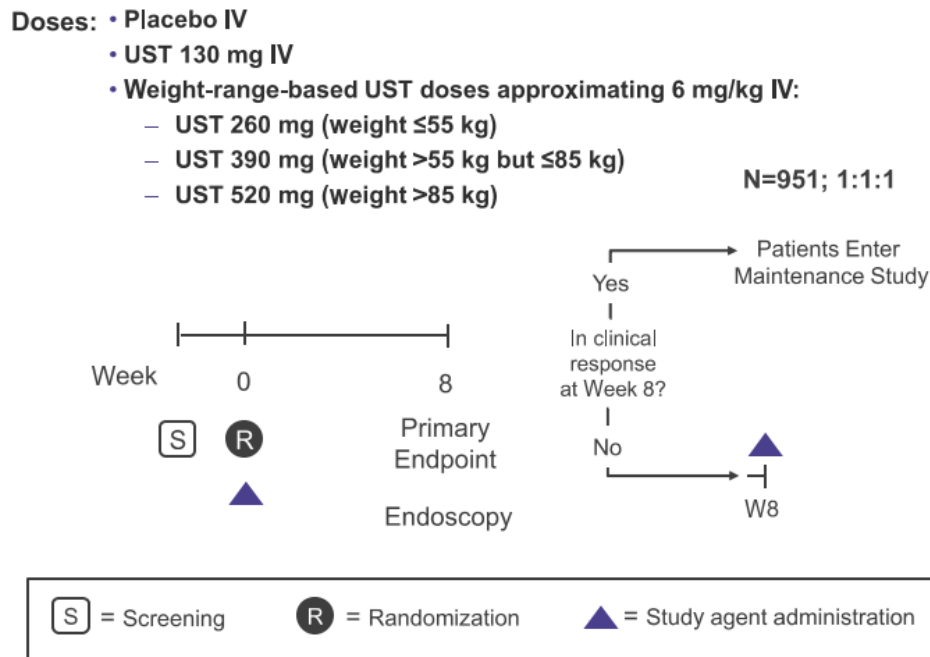 Doses: • Placebo IV
• UST 130 mg IV
• Weight-range-based UST doses approximating 6 mg/kg IV:
– UST 260 mg (weight ≤55 kg)
– UST 390 mg (weight >55 kg but ≤85 kg)
– UST 520 mg (weight >85 kg)
N=951; 1:1:1
Patients Enter
Maintenance Study
Yes
In clinical
response
at Week 8?
No
W8
Week 0 8
S R
Primary
Endpoint
Endoscopy
S = Screening R = Randomization = Study agent administration